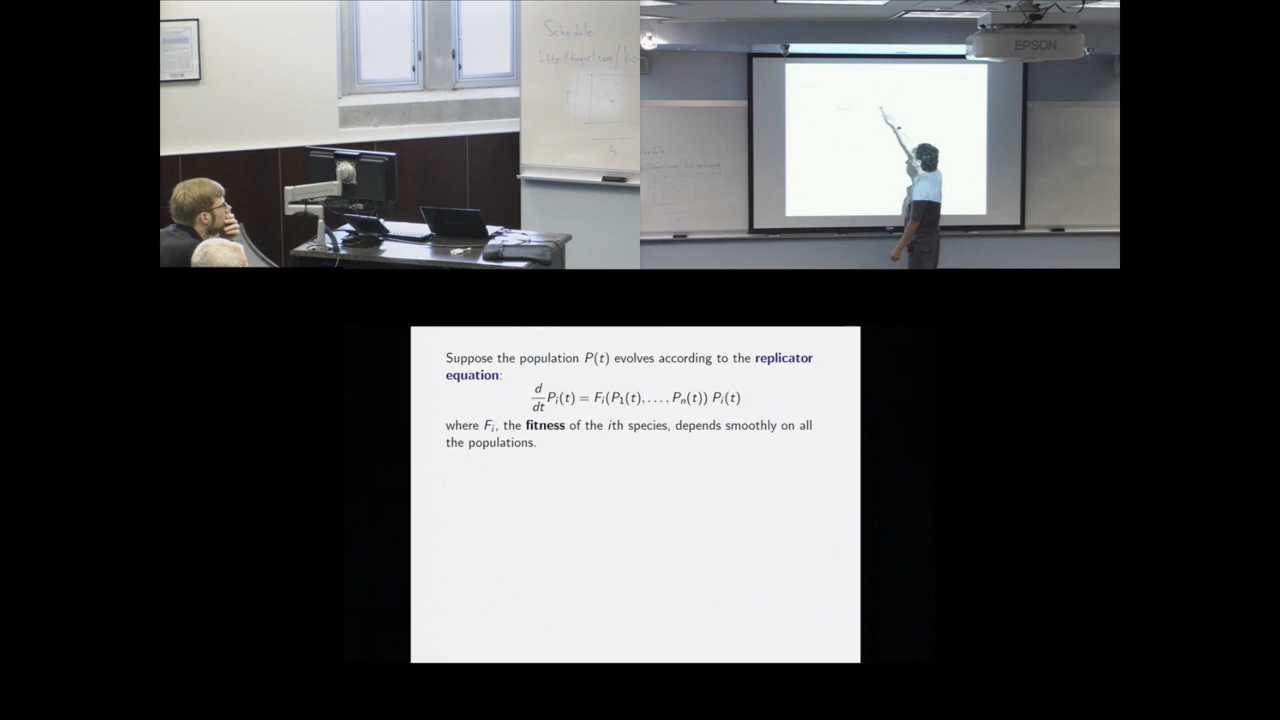 Schedule:
EPSON
Suppose the population P(t) evolves according to the replicator
equation:
d/dt P_i(t) = F_i(P_1(t), . . . , P_n(t)) P_i(t)
where F_i, the fitness of the ith species, depends smoothly on all
the populations.